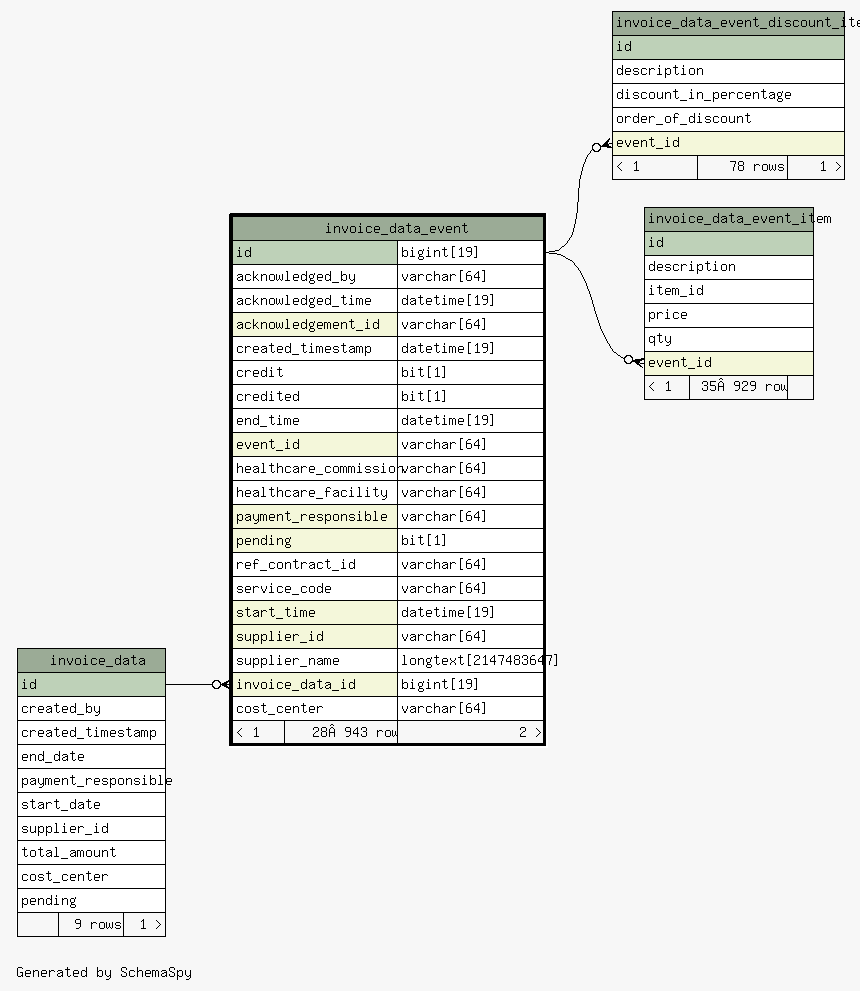 invoice_data_event_discount_ite
id
description
discount_in_percentage
order_of_discount
event_id
< 1 78 rows 1 >
invoice_data_event_item
id
description
item_id
price
qty
event_id
< 1 35Â 929 row
invoice_data_event
id bigint[19]
acknowledged_by varchar[64]
acknowledged_time datetime[19]
acknowledgement_id varchar[64]
created_timestamp datetime[19]
credit bit[1]
credited bit[1]
end_time datetime[19]
event_id varchar[64]
healthcare_commission varchar[64]
healthcare_facility varchar[64]
payment_responsible varchar[64]
pending bit[1]
ref_contract_id varchar[64]
service_code varchar[64]
start_time datetime[19]
supplier_id varchar[64]
supplier_name longtext[2147483647]
invoice_data_id bigint[19]
cost_center varchar[64]
< 1 28Â 943 row 2 >
invoice_data
id
created_by
created_timestamp
end_date
payment_responsible
start_date
supplier_id
total_amount
cost_center
pending
9 rows 1 >
Generated by SchemaSpy